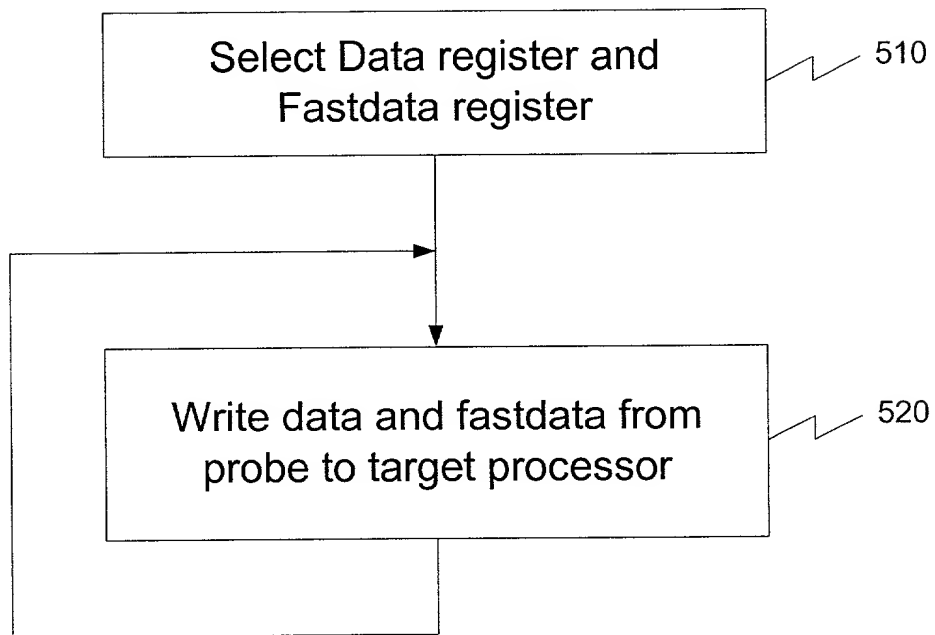 Select Data register and
Fastdata register
510
Write data and fastdata from
probe to target processor
520